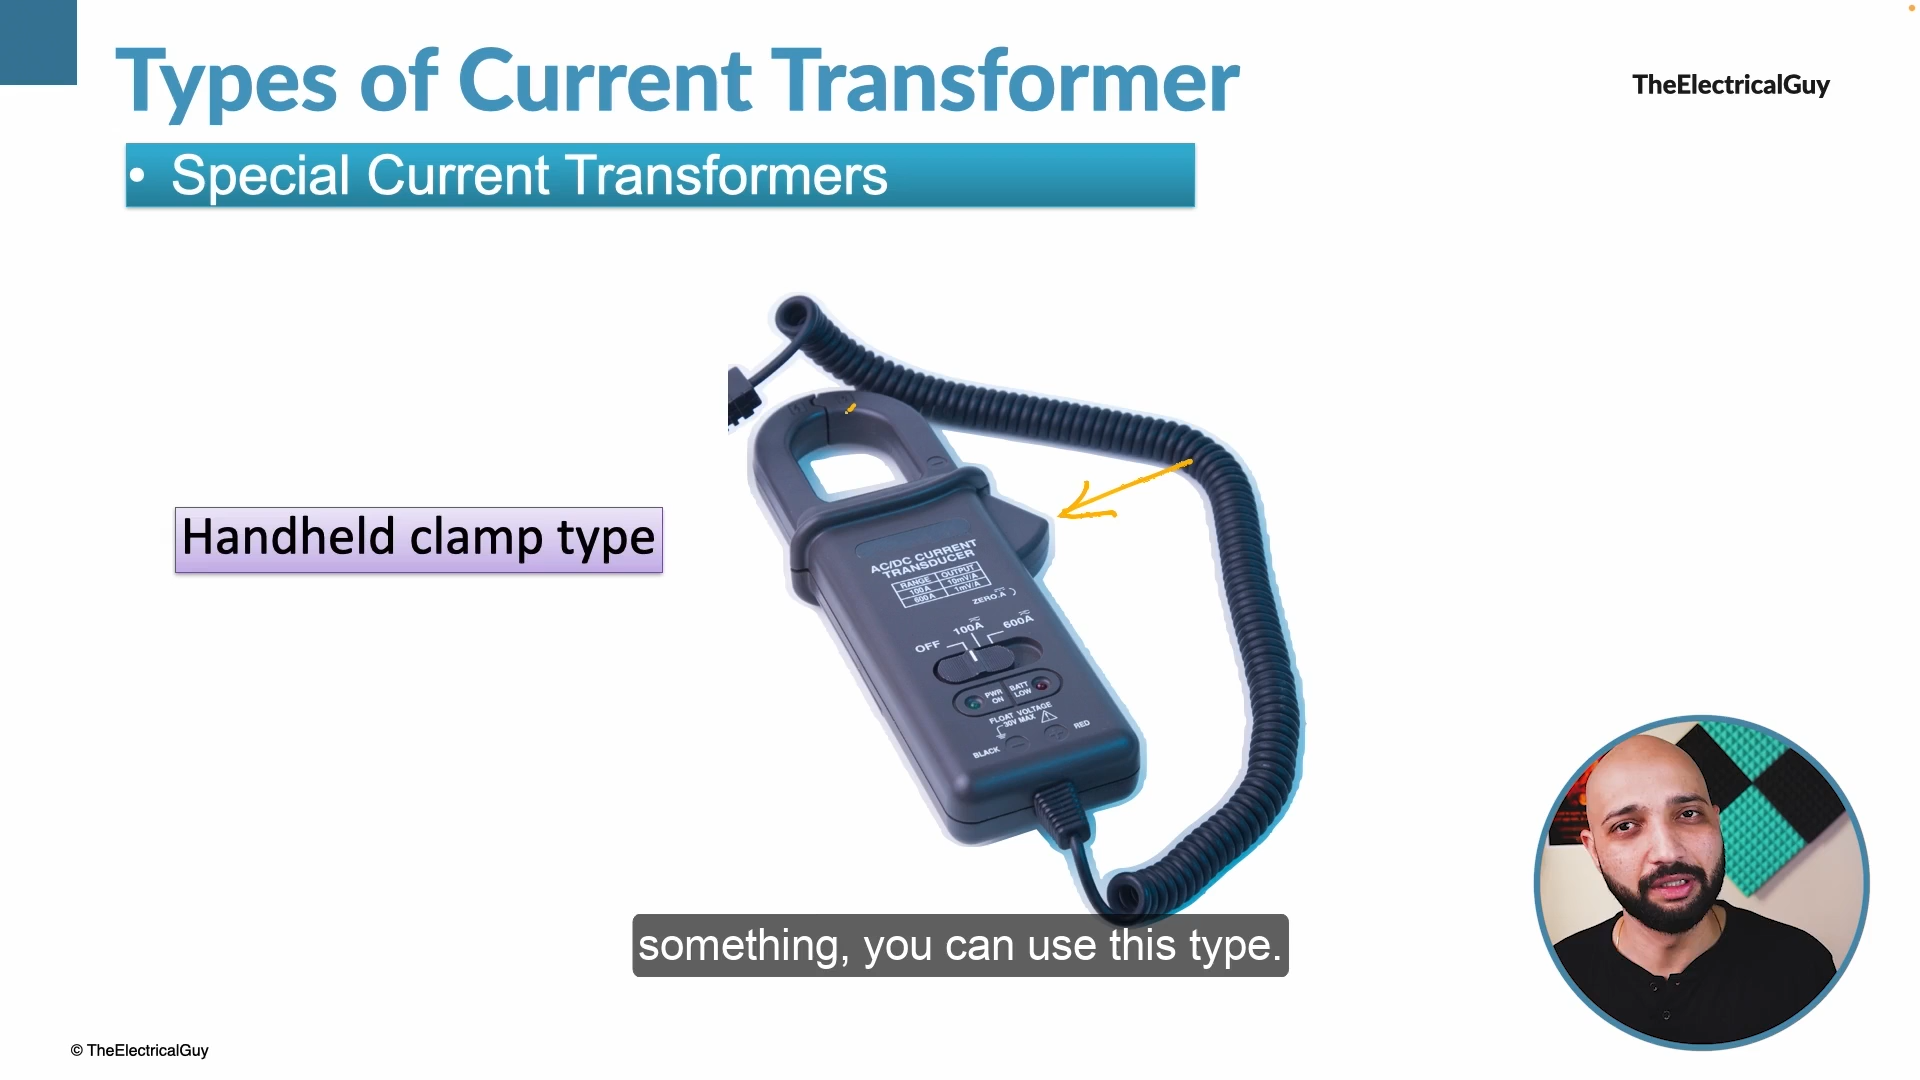 Types of Current Transformer
TheElectricalGuy
• Special Current Transformers
Handheld clamp type
AC/DC CURRENT
TRANSDUCER
RANGE OUTPUT
100A 10mV/A
600A 1mV/A
ZERO.A
OFF 100A 600A
PWR ON BATT LOW
FLOAT VOLTAGE
30V MAX
BLACK RED
something, you can use this type.
© TheElectricalGuy